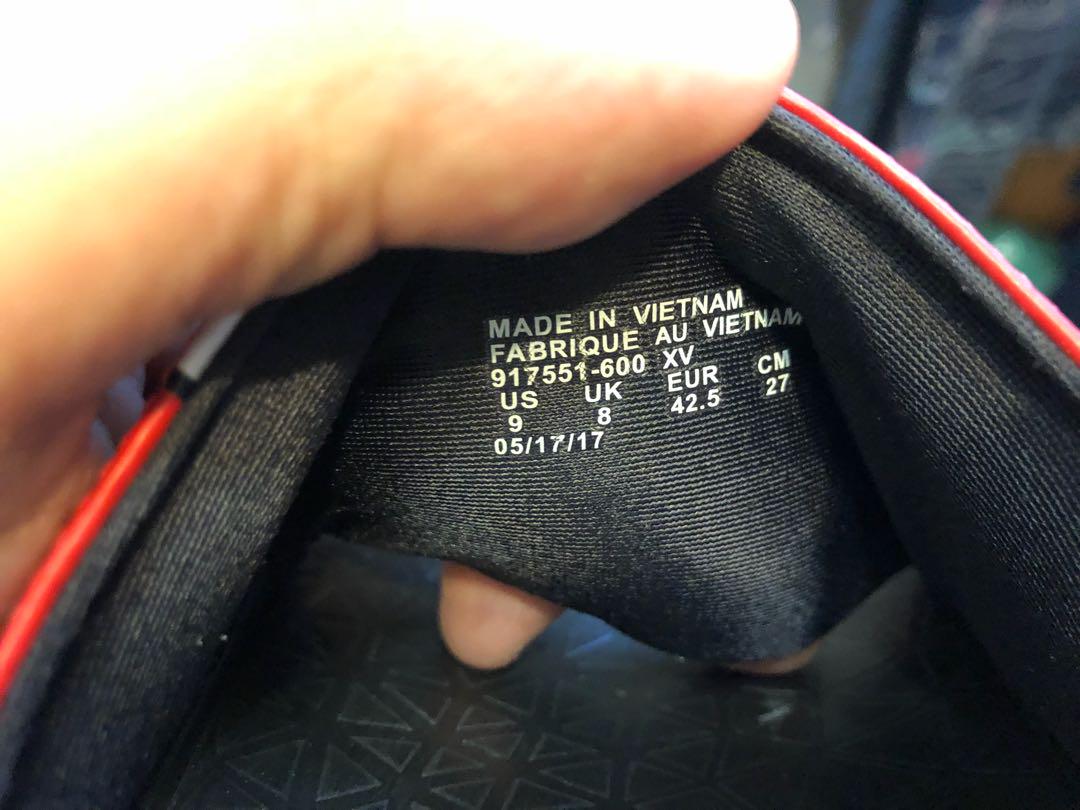 MADE IN VIETNAM
FABRIQUE AU VIETNAM
917551-600 XV
US UK EUR CM
9 8 42.5 27
05/17/17